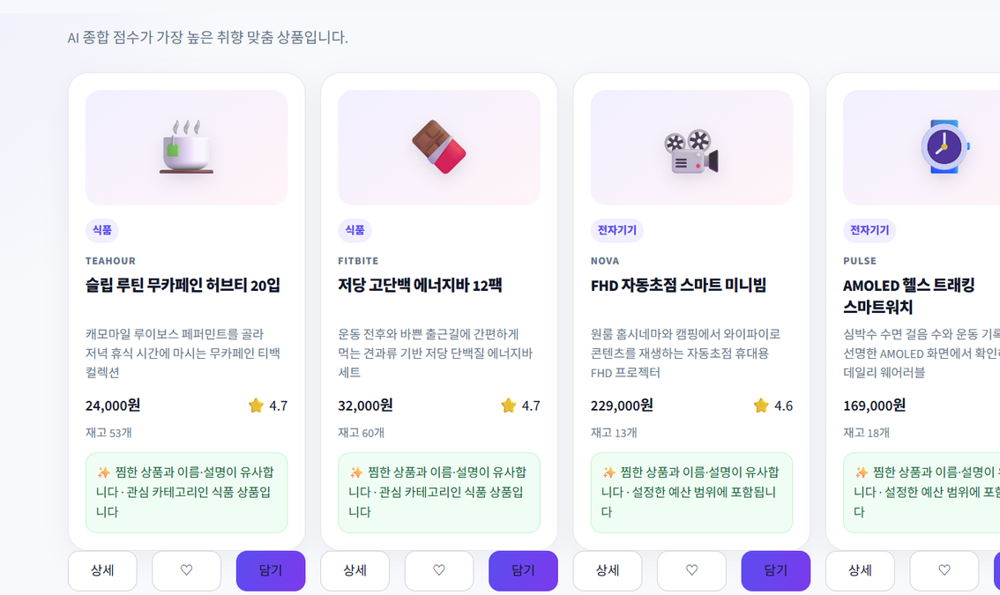 AI 종합 점수가 가장 높은 취향 맞춤 상품입니다.
식품
TEAHOUR
슬립 루틴 무카페인 허브티 20입
캐모마일 루이보스 페퍼민트를 골라
저녁 휴식 시간에 마시는 무카페인 티백
컬렉션
24,000원
⭐ 4.7
재고 53개
✨ 찜한 상품과 이름·설명이 유사합
니다 · 관심 카테고리인 식품 상품입
니다
상세
♡
담기
식품
FITBITE
저당 고단백 에너지바 12팩
운동 전후와 바쁜 출근길에 간편하게
먹는 견과류 기반 저당 단백질 에너지바
세트
32,000원
⭐ 4.7
재고 60개
✨ 찜한 상품과 이름·설명이 유사합
니다 · 관심 카테고리인 식품 상품입
니다
상세
♡
담기
전자기기
NOVA
FHD 자동초점 스마트 미니빔
원룸 홈시네마와 캠핑에서 와이파이로
콘텐츠를 재생하는 자동초점 휴대용
FHD 프로젝터
229,000원
⭐ 4.6
재고 13개
✨ 찜한 상품과 이름·설명이 유사합
니다 · 설정한 예산 범위에 포함됩니
다
상세
♡
담기
전자기기
PULSE
AMOLED 헬스 트래킹
스마트워치
심박수 수면 걸음 수와 운동 기록
선명한 AMOLED 화면에서 확인
데일리 웨어러블
169,000원
재고 18개
✨ 찜한 상품과 이름·설명이
니다 · 설정한 예산 범위에
다
상세
♡